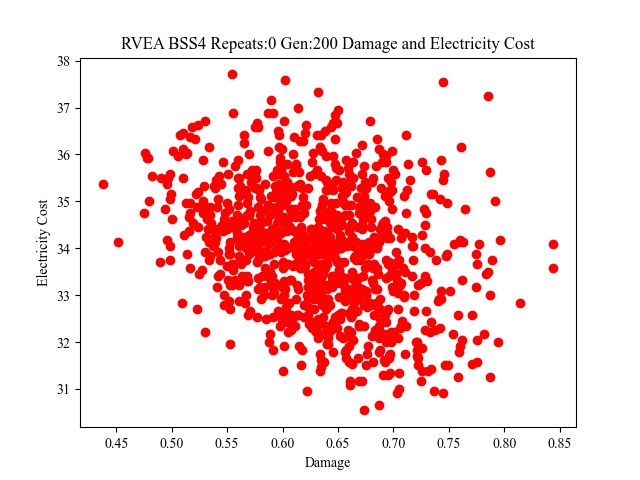 RVEA BSS4 Repeats:0 Gen:200 Damage and Electricity Cost
38
37
36
35
34
33
32
31
Electricity Cost
0.45 0.50 0.55 0.60 0.65 0.70 0.75 0.80 0.85
Damage